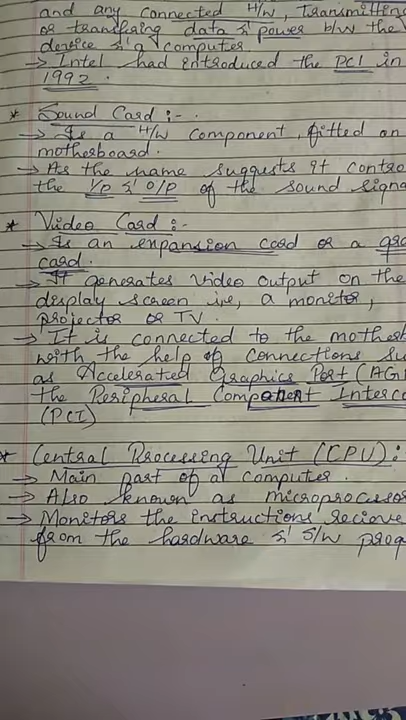 and any connected H/W, transmitting
or transfering data & power b/w the
device & a computer
→ Intel had introduced the PCI in
1992.
* Sound Card :-
→ Is a H/W component, fitted on
motherboard.
→ As the name suggests it contro
the I/P & O/P of the sound signa
* Video Card :-
→ Is an expansion card or a gra
card.
→ It generates video output on the
display screen i.e, a monitor,
projector or TV.
→ It is connected to the mother
with the help of connections su
as Accelerated Graphics Port (AG
the Peripheral Component Interc
(PCI)
* Central Processing Unit (CPU):
→ Main part of a computer.
→ Also known as microprocessor
→ Monitors the instructions recieve
from the hardware & S/W prog